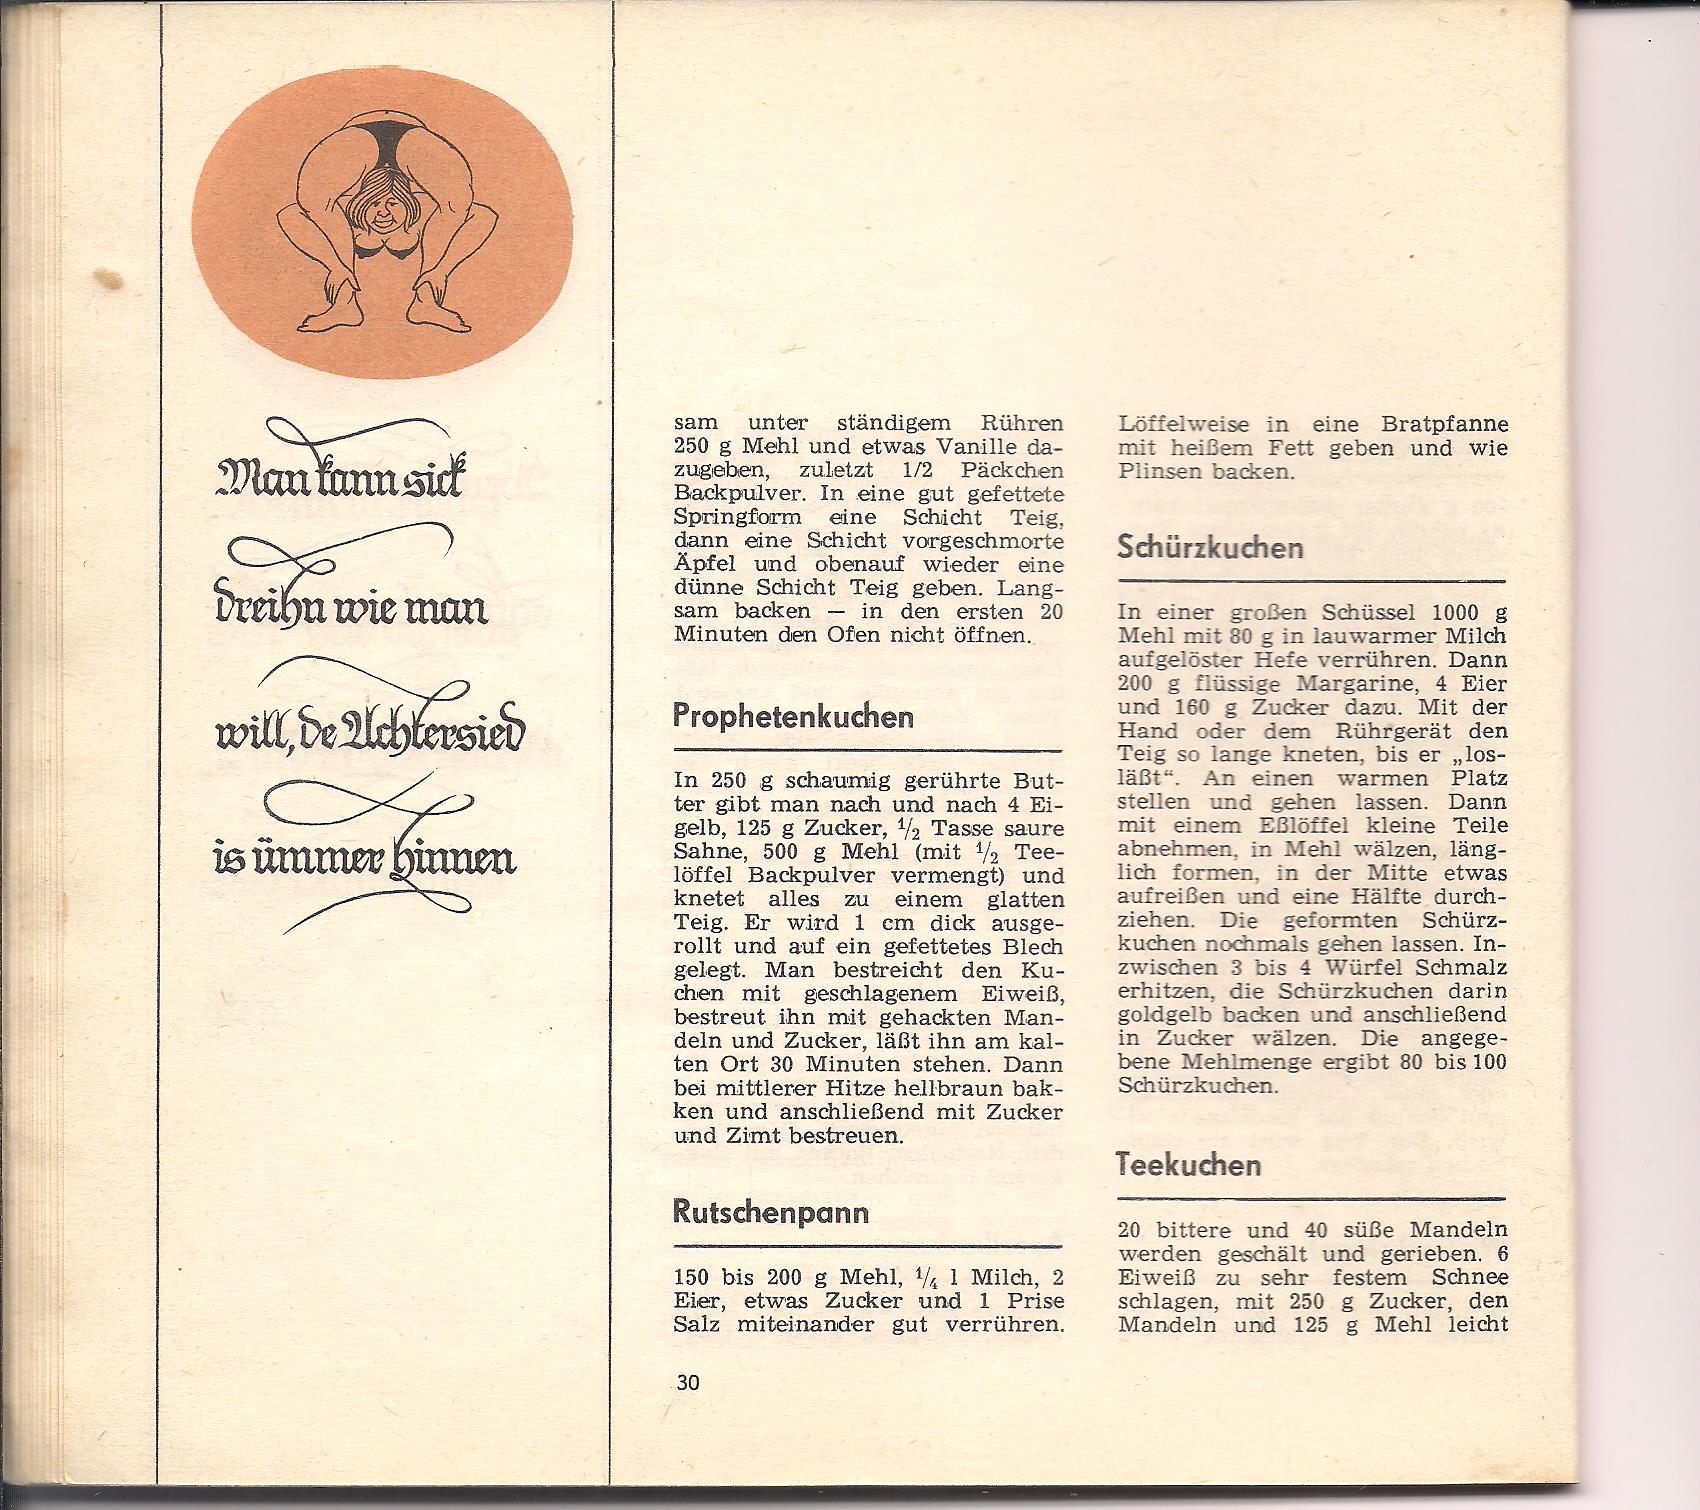 Man kann sick
dreihn wie man
will, de Achtersied
is ümmer hinnen
sam unter ständigem Rühren
250 g Mehl und etwas Vanille da-
zugeben, zuletzt 1/2 Päckchen
Backpulver. In eine gut gefettete
Springform eine Schicht Teig,
dann eine Schicht vorgeschmorte
Äpfel und obenauf wieder eine
dünne Schicht Teig geben. Lang-
sam backen — in den ersten 20
Minuten den Ofen nicht öffnen.
Prophetenkuchen
In 250 g schaumig gerührte But-
ter gibt man nach und nach 4 Ei-
gelb, 125 g Zucker, 1/2 Tasse saure
Sahne, 500 g Mehl (mit 1/2 Tee-
löffel Backpulver vermengt) und
knetet alles zu einem glatten
Teig. Er wird 1 cm dick ausge-
rollt und auf ein gefettetes Blech
gelegt. Man bestreicht den Ku-
chen mit geschlagenem Eiweiß,
bestreut ihn mit gehackten Man-
deln und Zucker, läßt ihn am kal-
ten Ort 30 Minuten stehen. Dann
bei mittlerer Hitze hellbraun bak-
ken und anschließend mit Zucker
und Zimt bestreuen.
Rutschenpann
150 bis 200 g Mehl, 1/4 l Milch, 2
Eier, etwas Zucker und 1 Prise
Salz miteinander gut verrühren.
Löffelweise in eine Bratpfanne
mit heißem Fett geben und wie
Plinsen backen.
Schürzkuchen
In einer großen Schüssel 1000 g
Mehl mit 80 g in lauwarmer Milch
aufgelöster Hefe verrühren. Dann
200 g flüssige Margarine, 4 Eier
und 160 g Zucker dazu. Mit der
Hand oder dem Rührgerät den
Teig so lange kneten, bis er „los-
läßt“. An einen warmen Platz
stellen und gehen lassen. Dann
mit einem Eßlöffel kleine Teile
abnehmen, in Mehl wälzen, läng-
lich formen, in der Mitte etwas
aufreißen und eine Hälfte durch-
ziehen. Die geformten Schürz-
kuchen nochmals gehen lassen. In-
zwischen 3 bis 4 Würfel Schmalz
erhitzen, die Schürzkuchen darin
goldgelb backen und anschließend
in Zucker wälzen. Die angege-
bene Mehlmenge ergibt 80 bis 100
Schürzkuchen.
Teekuchen
20 bittere und 40 süße Mandeln
werden geschält und gerieben. 6
Eiweiß zu sehr festem Schnee
schlagen, mit 250 g Zucker, den
Mandeln und 125 g Mehl leicht
30